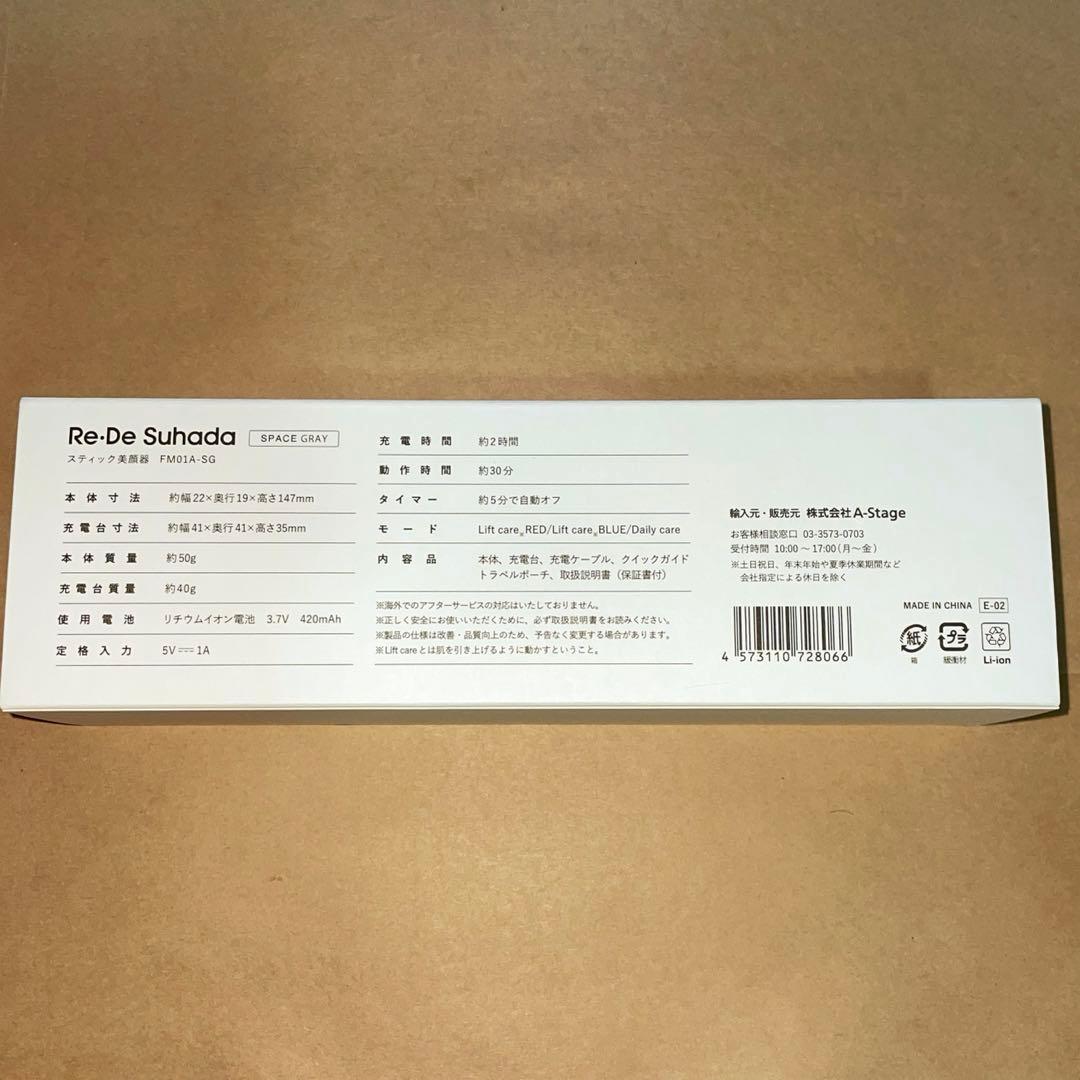 Re・De Suhada SPACE GRAY
スティック美顔器 FM01A-SG
本体寸法 約幅22×奥行19×高さ147mm
充電台寸法 約幅41×奥行41×高さ35mm
本体質量 約50g
充電台質量 約40g
使用電池 リチウムイオン電池 3.7V 420mAh
定格入力 5V⎓1A
充電時間 約2時間
動作時間 約30分
タイマー 約5分で自動オフ
モード Lift care※RED/Lift care※BLUE/Daily care
内容品 本体、充電台、充電ケーブル、クイックガイド
トラベルポーチ、取扱説明書（保証書付）
※海外でのアフターサービスの対応はいたしておりません。
※正しく安全にお使いいただくために、必ず取扱説明書をお読みください。
※製品の仕様は改善・品質向上のため、予告なく変更する場合があります。
※Lift careとは肌を引き上げるように動かすということ。
輸入元・販売元 株式会社A-Stage
お客様相談窓口 03-3573-0703
受付時間 10:00～17:00（月～金）
※土日祝日、年末年始や夏季休業期間など
会社指定による休日を除く
MADE IN CHINA E-02
4 573110 728066
紙 プラ
箱 緩衝材 Li-ion